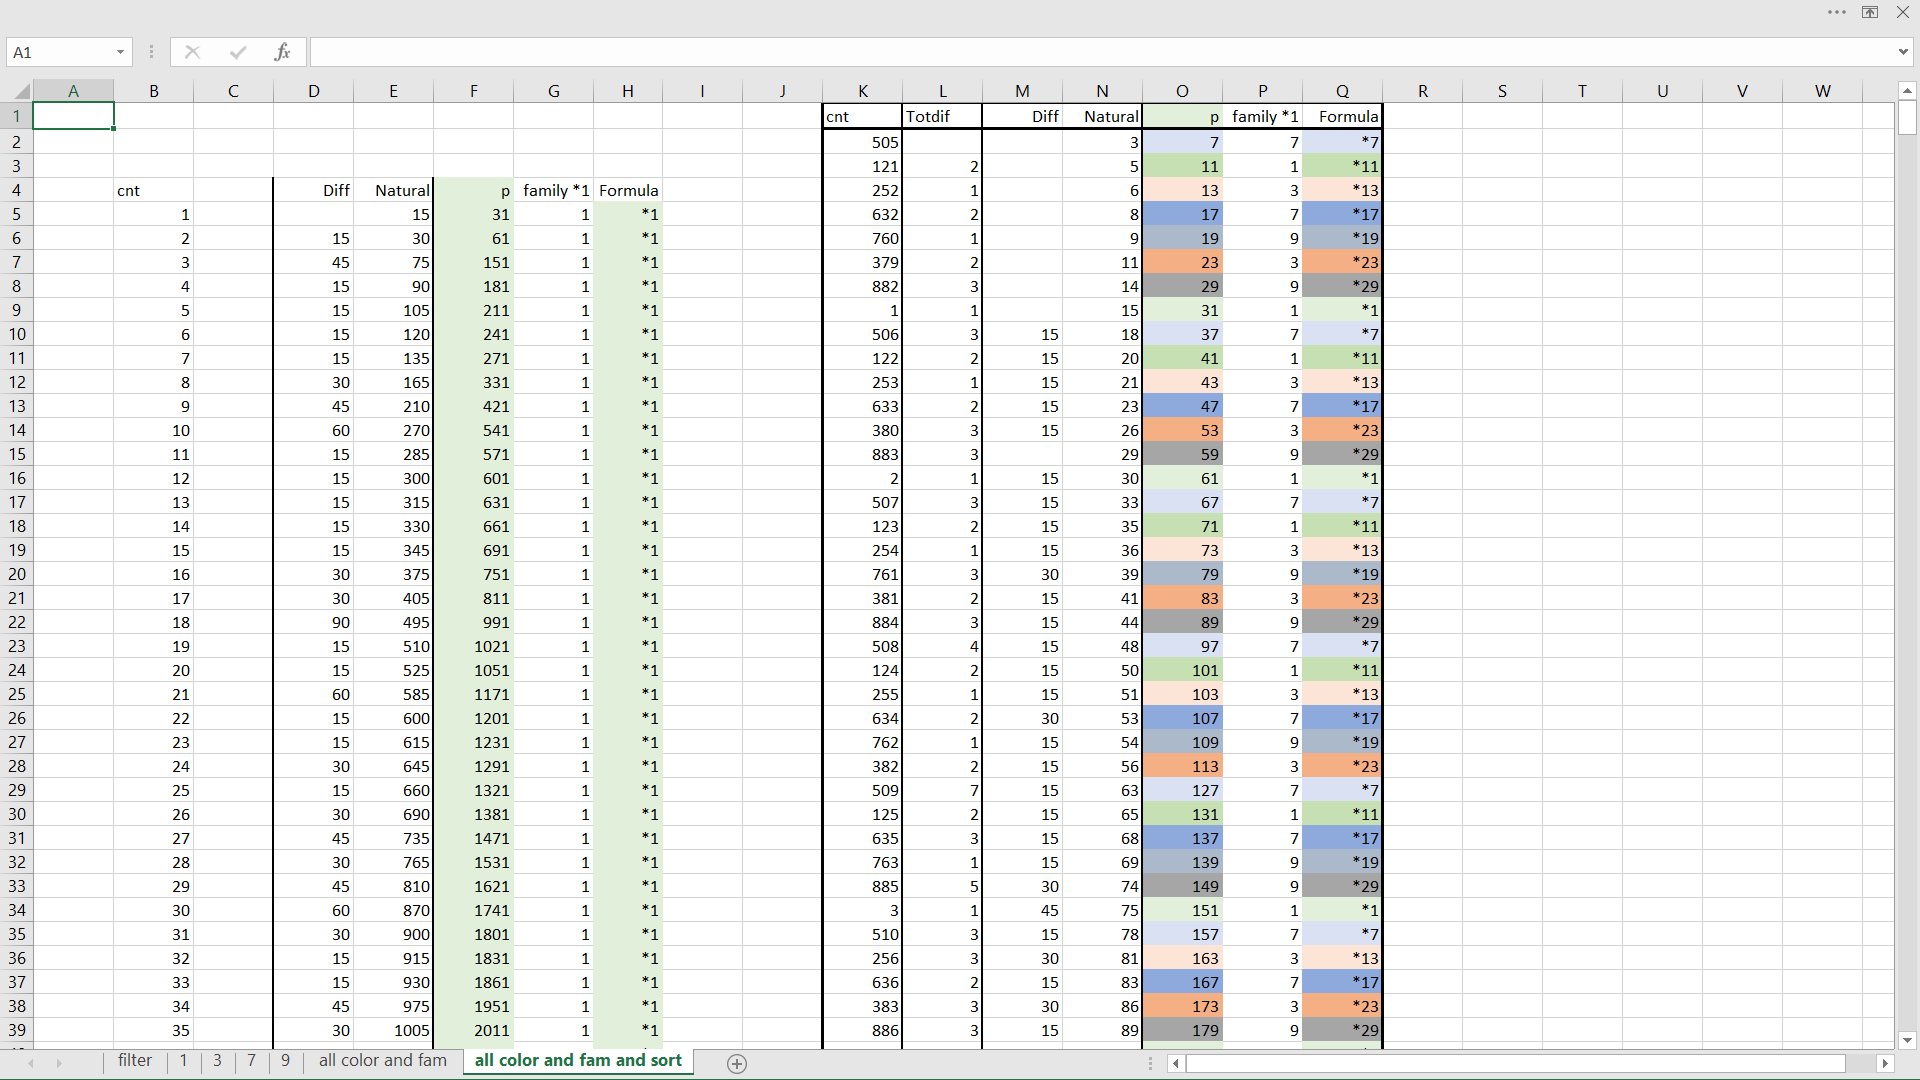 A1
fx
A B C D E F G H I J K L M N O P Q R S T U V W
1 cnt Totdif Diff Natural p family *1 Formula
2 505 3 7 7 *7
3 121 2 5 11 1 *11
4 cnt Diff Natural p family *1 Formula 252 1 6 13 3 *13
5 1 15 31 1 *1 632 2 8 17 7 *17
6 2 15 30 61 1 *1 760 1 9 19 9 *19
7 3 45 75 151 1 *1 379 2 11 23 3 *23
8 4 15 90 181 1 *1 882 3 14 29 9 *29
9 5 15 105 211 1 *1 1 1 15 31 1 *1
10 6 15 120 241 1 *1 506 3 15 18 37 7 *7
11 7 15 135 271 1 *1 122 2 15 20 41 1 *11
12 8 30 165 331 1 *1 253 1 15 21 43 3 *13
13 9 45 210 421 1 *1 633 2 15 23 47 7 *17
14 10 60 270 541 1 *1 380 3 15 26 53 3 *23
15 11 15 285 571 1 *1 883 3 29 59 9 *29
16 12 15 300 601 1 *1 2 1 15 30 61 1 *1
17 13 15 315 631 1 *1 507 3 15 33 67 7 *7
18 14 15 330 661 1 *1 123 2 15 35 71 1 *11
19 15 15 345 691 1 *1 254 1 15 36 73 3 *13
20 16 30 375 751 1 *1 761 3 30 39 79 9 *19
21 17 30 405 811 1 *1 381 2 15 41 83 3 *23
22 18 90 495 991 1 *1 884 3 15 44 89 9 *29
23 19 15 510 1021 1 *1 508 4 15 48 97 7 *7
24 20 15 525 1051 1 *1 124 2 15 50 101 1 *11
25 21 60 585 1171 1 *1 255 1 15 51 103 3 *13
26 22 15 600 1201 1 *1 634 2 30 53 107 7 *17
27 23 15 615 1231 1 *1 762 1 15 54 109 9 *19
28 24 30 645 1291 1 *1 382 2 15 56 113 3 *23
29 25 15 660 1321 1 *1 509 7 15 63 127 7 *7
30 26 30 690 1381 1 *1 125 2 15 65 131 1 *11
31 27 45 735 1471 1 *1 635 3 15 68 137 7 *17
32 28 30 765 1531 1 *1 763 1 15 69 139 9 *19
33 29 45 810 1621 1 *1 885 5 30 74 149 9 *29
34 30 60 870 1741 1 *1 3 1 45 75 151 1 *1
35 31 30 900 1801 1 *1 510 3 15 78 157 7 *7
36 32 15 915 1831 1 *1 256 3 30 81 163 3 *13
37 33 15 930 1861 1 *1 636 2 15 83 167 7 *17
38 34 45 975 1951 1 *1 383 3 30 86 173 3 *23
39 35 30 1005 2011 1 *1 886 3 15 89 179 9 *29
filter 1 3 7 9 all color and fam all color and fam and sort